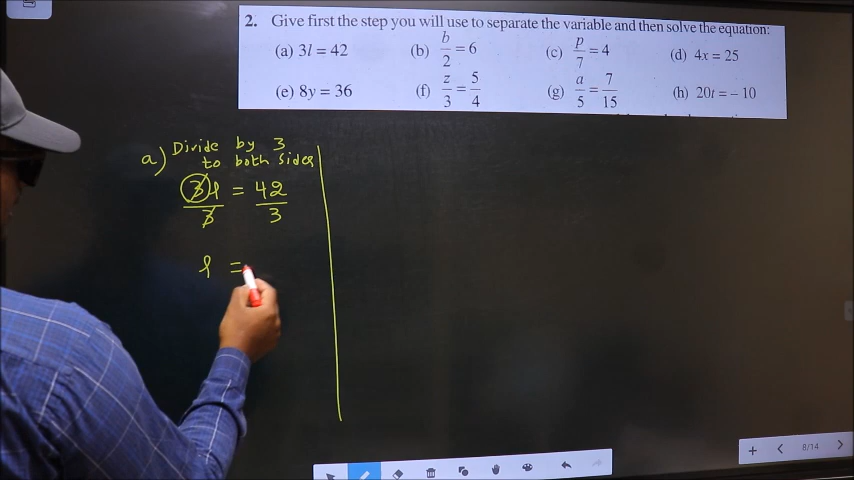 2. Give first the step you will use to separate the variable and then solve the equation:
(a) 3l = 42 (b) b/2 = 6 (c) p/7 = 4 (d) 4x = 25
(e) 8y = 36 (f) z/3 = 5/4 (g) a/5 = 7/15 (h) 20t = – 10
a) Divide by 3
to both sides
3l/3 = 42/3
l =
8/14